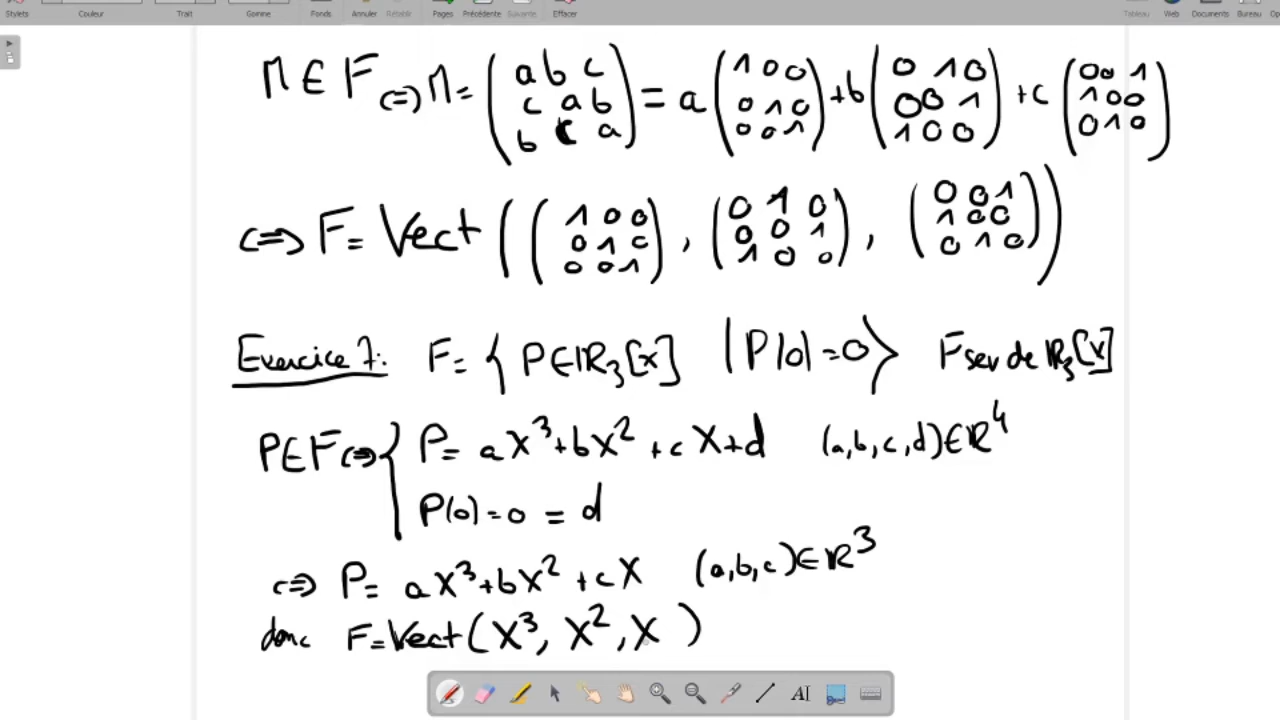 Stylets Couleur Trait Gomme Fonds Annuler Rétablir Pages Précédente Suivante Effacer Tableau Web Documents Bureau
M ∈ F ⇔ M = (a b c ; c a b ; b c a) = a (1 0 0 ; 0 1 0 ; 0 0 1) + b (0 1 0 ; 0 0 1 ; 1 0 0) + c (0 0 1 ; 1 0 0 ; 0 1 0)
⇔ F = Vect ((1 0 0 ; 0 1 0 ; 0 0 1), (0 1 0 ; 0 0 1 ; 1 0 0), (0 0 1 ; 1 0 0 ; 0 1 0))
Exercice 7: F = { P ∈ ℝ₃[X] | P(0) = 0 } F sev de ℝ₃[X]
P ∈ F ⇔ { P = aX³ + bX² + cX + d (a,b,c,d) ∈ ℝ⁴
P(0) = 0 = d
⇔ P = aX³ + bX² + cX (a,b,c) ∈ ℝ³
donc F = Vect (X³, X², X)
AI